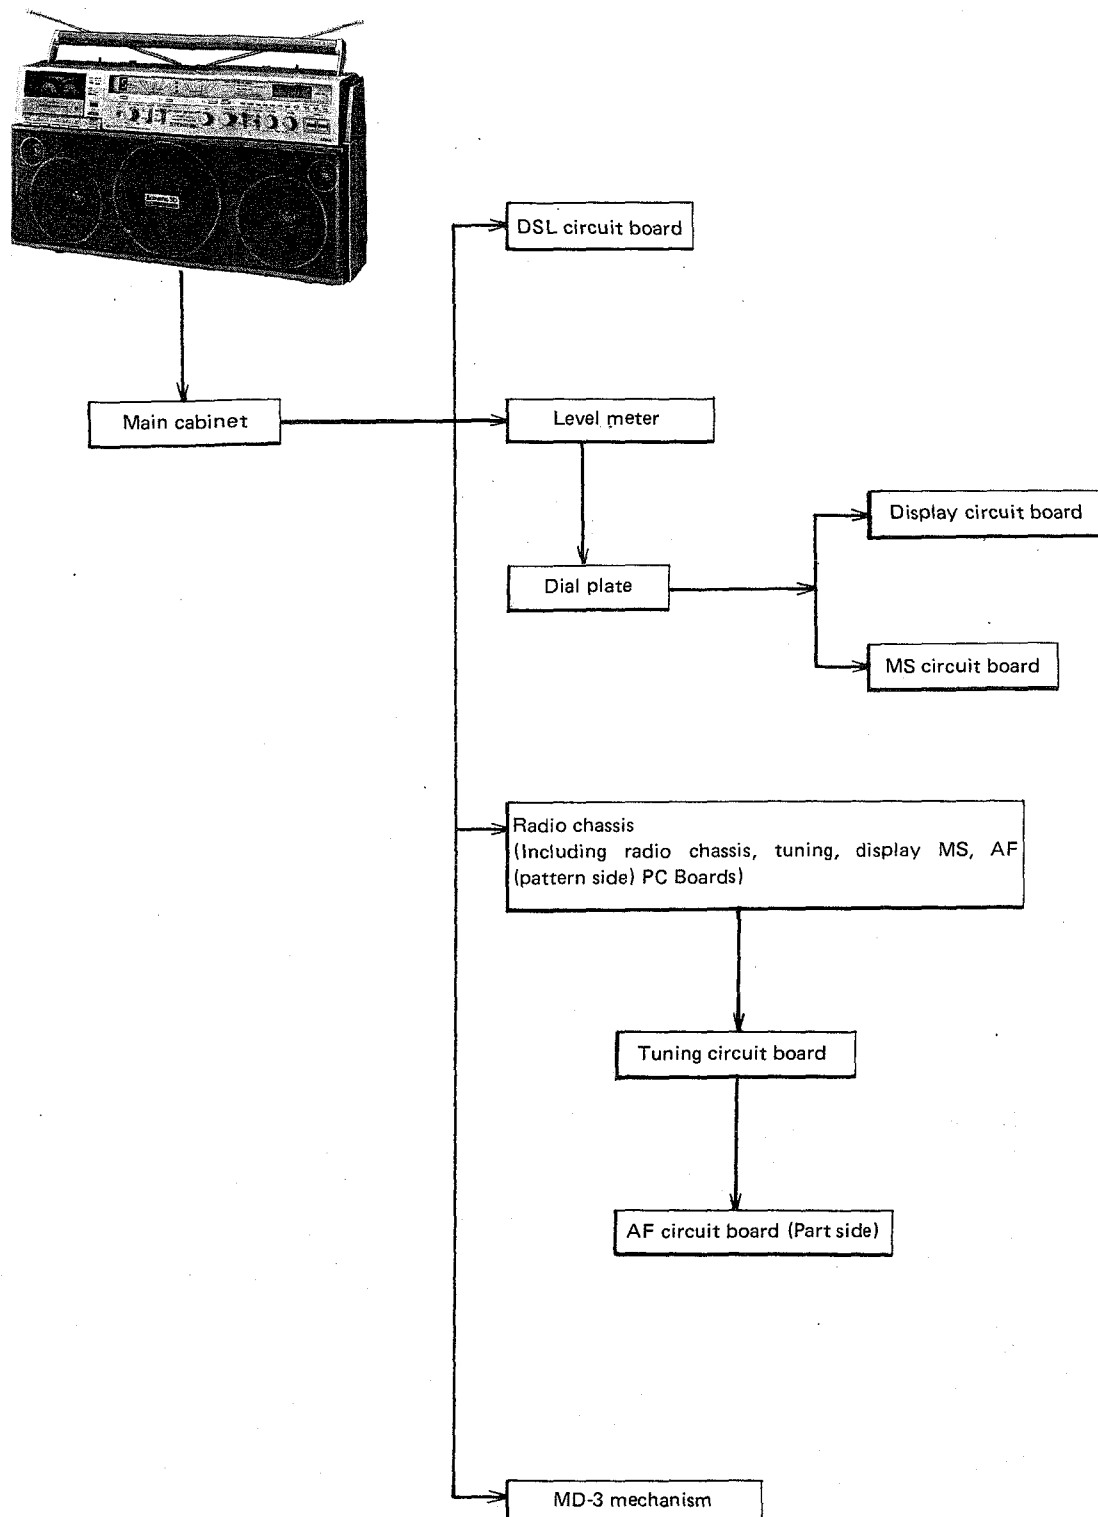 DSL circuit board
Main cabinet
Level meter
Display circuit board
Dial plate
MS circuit board
Radio chassis
(Including radio chassis, tuning, display MS, AF
(pattern side) PC Boards)
Tuning circuit board
AF circuit board (Part side)
MD-3 mechanism